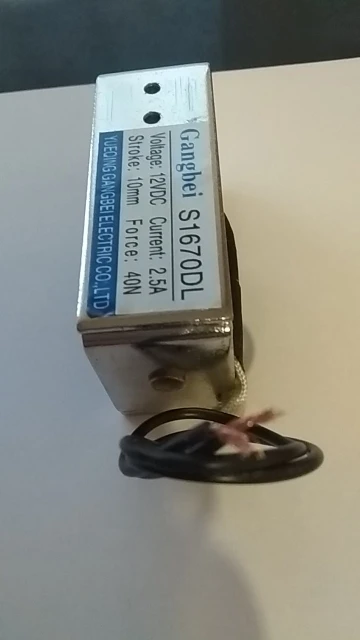 Gangbei S1670DL
Voltage: 12VDC Current: 2.5A
Stroke: 10mm Force: 40N
YUEQING GANGBEI ELECTRIC CO.,LTD